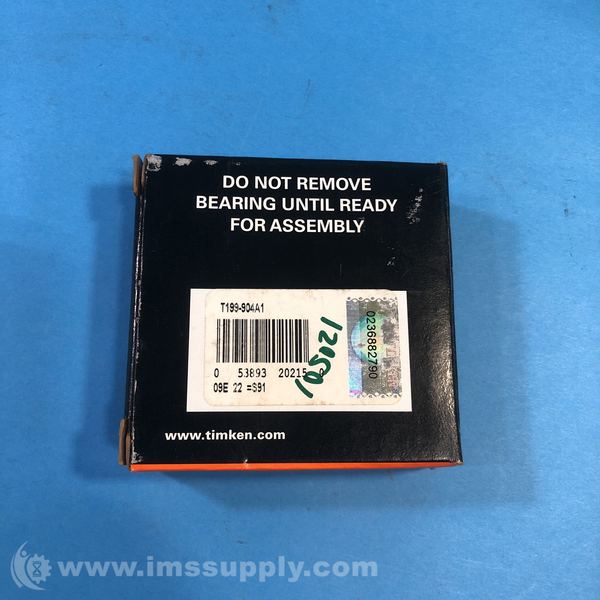 DO NOT REMOVE
BEARING UNTIL READY
FOR ASSEMBLY
T199-904A1
0 53893 20215
09E 22 =S91
105021
0236882790
www.timken.com
www.imssupply.com